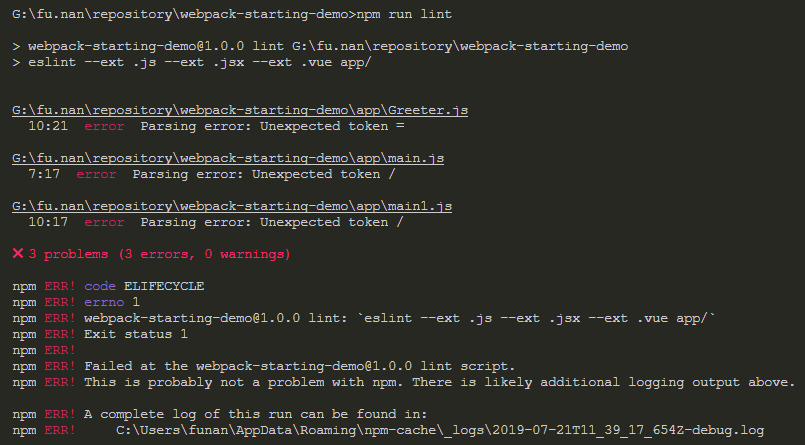 G:\fu.nan\repository\webpack-starting-demo>npm run lint
> webpack-starting-demo@1.0.0 lint G:\fu.nan\repository\webpack-starting-demo
> eslint --ext .js --ext .jsx --ext .vue app/
G:\fu.nan\repository\webpack-starting-demo\app\Greeter.js
10:21 error Parsing error: Unexpected token =
G:\fu.nan\repository\webpack-starting-demo\app\main.js
7:17 error Parsing error: Unexpected token /
G:\fu.nan\repository\webpack-starting-demo\app\main1.js
10:17 error Parsing error: Unexpected token /
❌ 3 problems (3 errors, 0 warnings)
npm ERR! code ELIFECYCLE
npm ERR! errno 1
npm ERR! webpack-starting-demo@1.0.0 lint: `eslint --ext .js --ext .jsx --ext .vue app/`
npm ERR! Exit status 1
npm ERR!
npm ERR! Failed at the webpack-starting-demo@1.0.0 lint script.
npm ERR! This is probably not a problem with npm. There is likely additional logging output above.
npm ERR! A complete log of this run can be found in:
npm ERR!     C:\Users\funan\AppData\Roaming\npm-cache\_logs\2019-07-21T11_39_17_654Z-debug.log